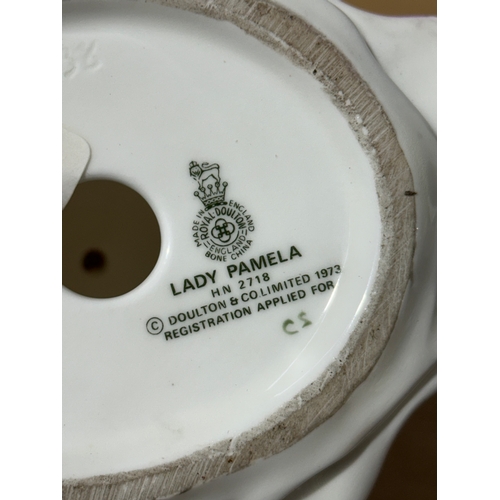 MADE IN ENGLAND
ROYAL DOULTON
ENGLAND
BONE CHINA
LADY PAMELA
HN 2718
© DOULTON & CO LIMITED 1973
REGISTRATION APPLIED FOR